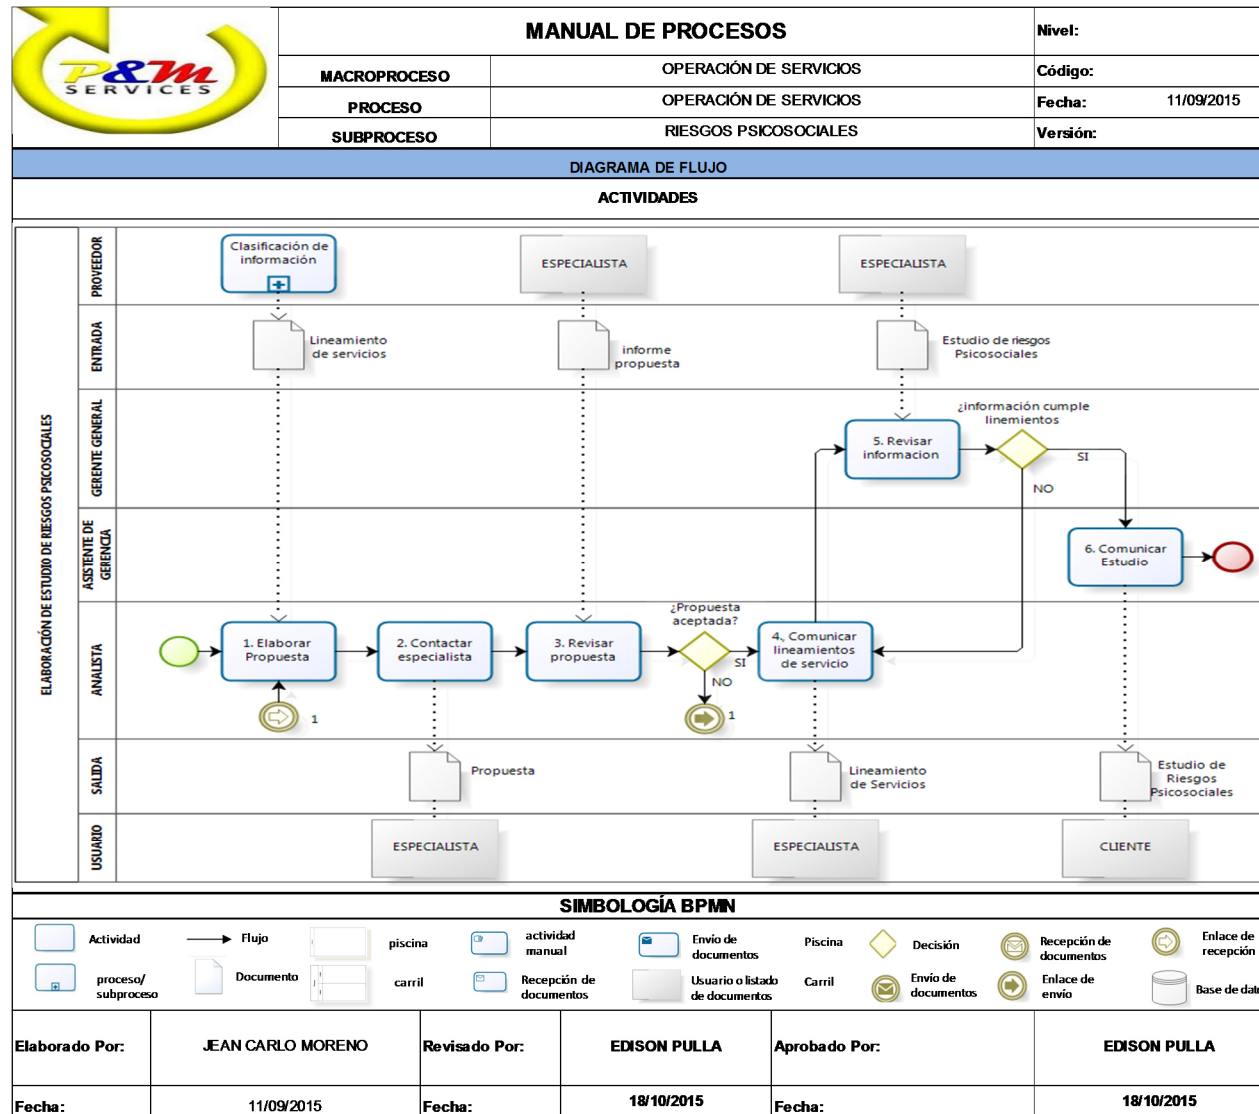 P&M
SERVICES
MANUAL DE PROCESOS
Nivel:
MACROPROCESO
OPERACIÓN DE SERVICIOS
Código:
PROCESO
OPERACIÓN DE SERVICIOS
Fecha:
11/09/2015
SUBPROCESO
RIESGOS PSICOSOCIALES
Versión:
DIAGRAMA DE FLUJO
ACTIVIDADES
ELABORACIÓN DE ESTUDIO DE RIESGOS PSICOSOCIALES
PROVEEDOR
Clasificación de
información
ESPECIALISTA
ESPECIALISTA
ENTRADA
Lineamiento
de servicios
informe
propuesta
Estudio de riesgos
Psicosociales
GERENTE GENERAL
5. Revisar
informacion
¿información cumple
linemientos
SI
NO
ASISTENTE DE
GERENCIA
6. Comunicar
Estudio
ANALISTA
1. Elaborar
Propuesta
1
2. Contactar
especialista
3. Revisar
propuesta
¿Propuesta
aceptada?
SI
NO
1
4., Comunicar
lineamientos
de servicio
SALIDA
Propuesta
Lineamiento
de Servicios
Estudio de
Riesgos
Psicosociales
USUARIO
ESPECIALISTA
ESPECIALISTA
CLIENTE
SIMBOLOGÍA BPMN
Actividad
Flujo
piscina
actividad
manual
Envío de
documentos
Piscina
Decisión
Recepción de
documentos
Enlace de
recepción
proceso/
subproceso
Documento
carril
Recepción de
documentos
Usuario o listado
de documentos
Carril
Envío de
documentos
Enlace de
envío
Base de dato
Elaborado Por:
JEAN CARLO MORENO
Revisado Por:
EDISON PULLA
Aprobado Por:
EDISON PULLA
Fecha:
11/09/2015
Fecha:
18/10/2015
Fecha:
18/10/2015